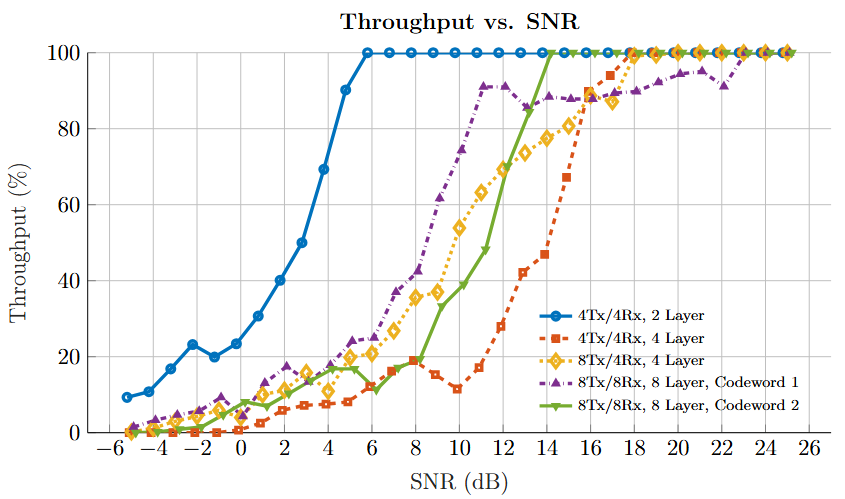 Throughput vs. SNR
100
80
60
40
20
0
Throughput (%)
4Tx/4Rx, 2 Layer
4Tx/4Rx, 4 Layer
8Tx/4Rx, 4 Layer
8Tx/8Rx, 8 Layer, Codeword 1
8Tx/8Rx, 8 Layer, Codeword 2
−6 −4 −2 0 2 4 6 8 10 12 14 16 18 20 22 24 26
SNR (dB)